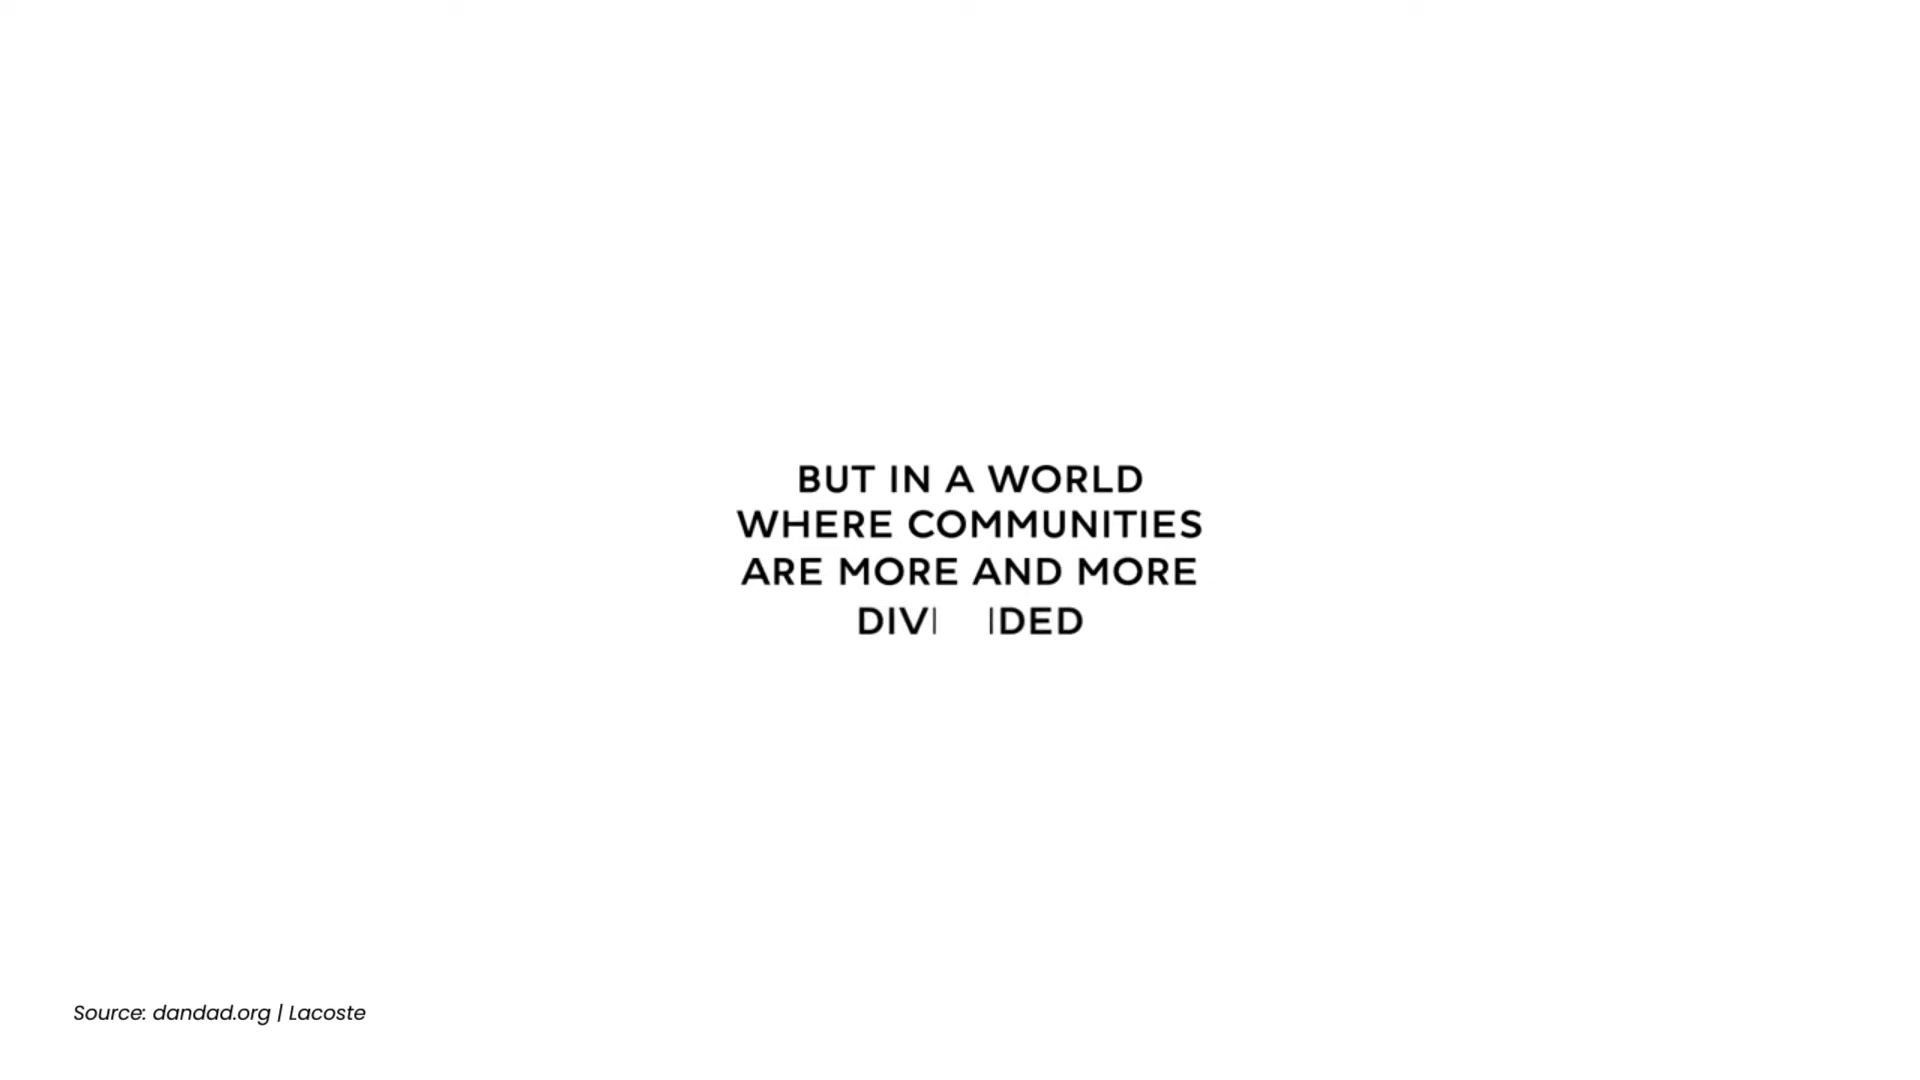 BUT IN A WORLD
WHERE COMMUNITIES
ARE MORE AND MORE
DIVI IDED
Source: dandad.org | Lacoste